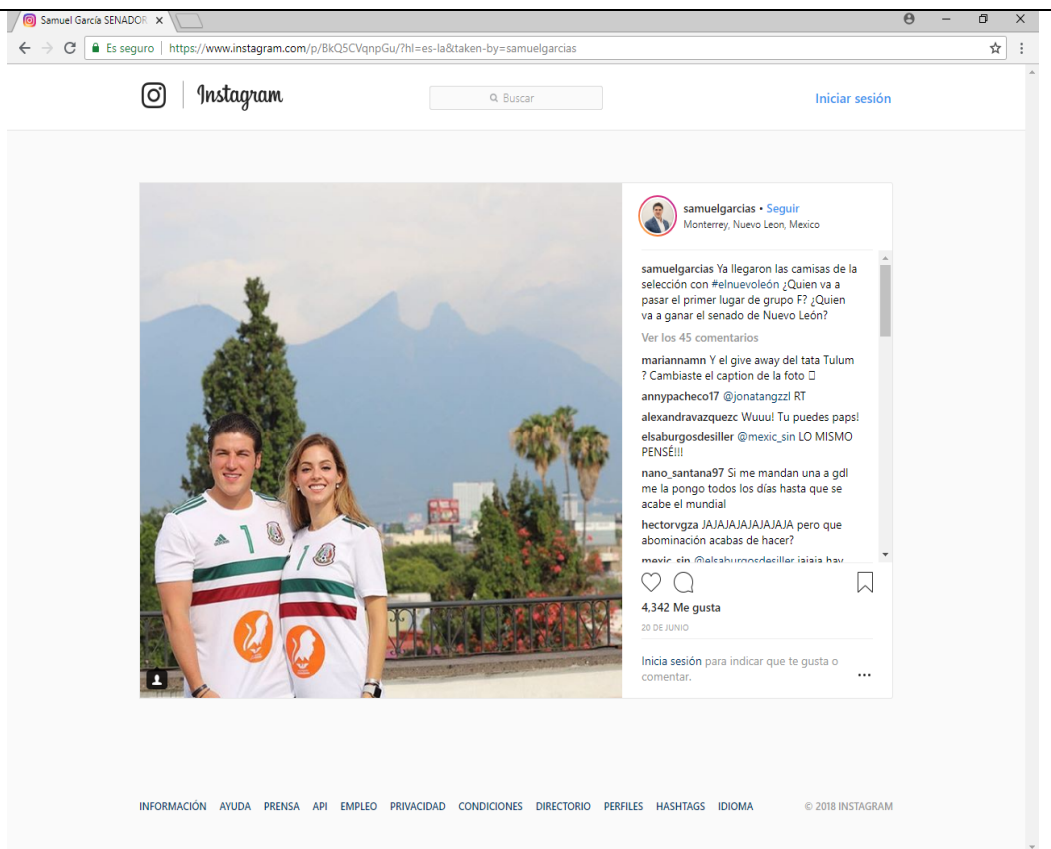 Samuel García SENADOR
Es seguro | https://www.instagram.com/p/BkQ5CVqnpGu/?hl=es-la&taken-by=samuelgarcias
Instagram
Buscar
Iniciar sesión
samuelgarcias • Seguir
Monterrey, Nuevo Leon, Mexico
samuelgarcias Ya llegaron las camisas de la
selección con #elnuevoleón ¿Quien va a
pasar el primer lugar de grupo F? ¿Quien
va a ganar el senado de Nuevo León?
Ver los 45 comentarios
mariannamn Y el give away del tata Tulum
? Cambiaste el caption de la foto
annypacheco17 @jonatangzzl RT
alexandravazquezc Wuuu! Tu puedes paps!
elsaburgosdesiller @mexic_sin LO MISMO
PENSÉ!!!
nano_santana97 Si me mandan una a gdl
me la pongo todos los días hasta que se
acabe el mundial
hectorvgza JAJAJAJAJAJAJAJA pero que
abominación acabas de hacer?
mexic_sin @elsaburgosdesiller jajaja hay
1
1
4,342 Me gusta
20 DE JUNIO
Inicia sesión para indicar que te gusta o
comentar.
INFORMACIÓN AYUDA PRENSA API EMPLEO PRIVACIDAD CONDICIONES DIRECTORIO PERFILES HASHTAGS IDIOMA © 2018 INSTAGRAM